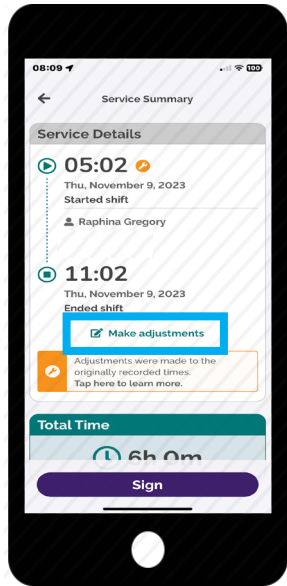 08:09
100
Service Summary
Service Details
05:02
Thu, November 9, 2023
Started shift
Raphina Gregory
11:02
Thu, November 9, 2023
Ended shift
Make adjustments
Adjustments were made to the
originally recorded times.
Tap here to learn more.
Total Time
6h 0m
Sign